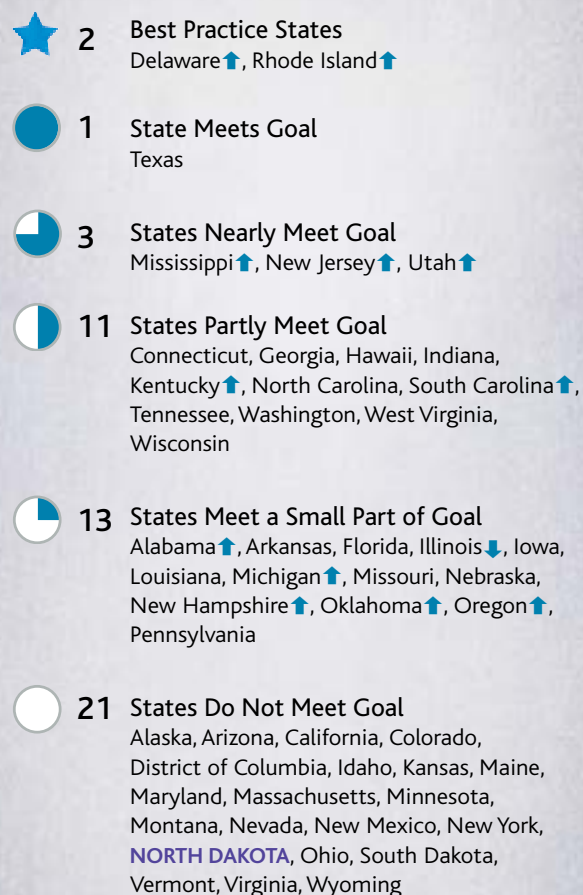 2 Best Practice States
Delaware⬆, Rhode Island⬆
1 State Meets Goal
Texas
3 States Nearly Meet Goal
Mississippi⬆, New Jersey⬆, Utah⬆
11 States Partly Meet Goal
Connecticut, Georgia, Hawaii, Indiana,
Kentucky⬆, North Carolina, South Carolina⬆,
Tennessee, Washington, West Virginia,
Wisconsin
13 States Meet a Small Part of Goal
Alabama⬆, Arkansas, Florida, Illinois⬇, Iowa,
Louisiana, Michigan⬆, Missouri, Nebraska,
New Hampshire⬆, Oklahoma⬆, Oregon⬆,
Pennsylvania
21 States Do Not Meet Goal
Alaska, Arizona, California, Colorado,
District of Columbia, Idaho, Kansas, Maine,
Maryland, Massachusetts, Minnesota,
Montana, Nevada, New Mexico, New York,
NORTH DAKOTA, Ohio, South Dakota,
Vermont, Virginia, Wyoming